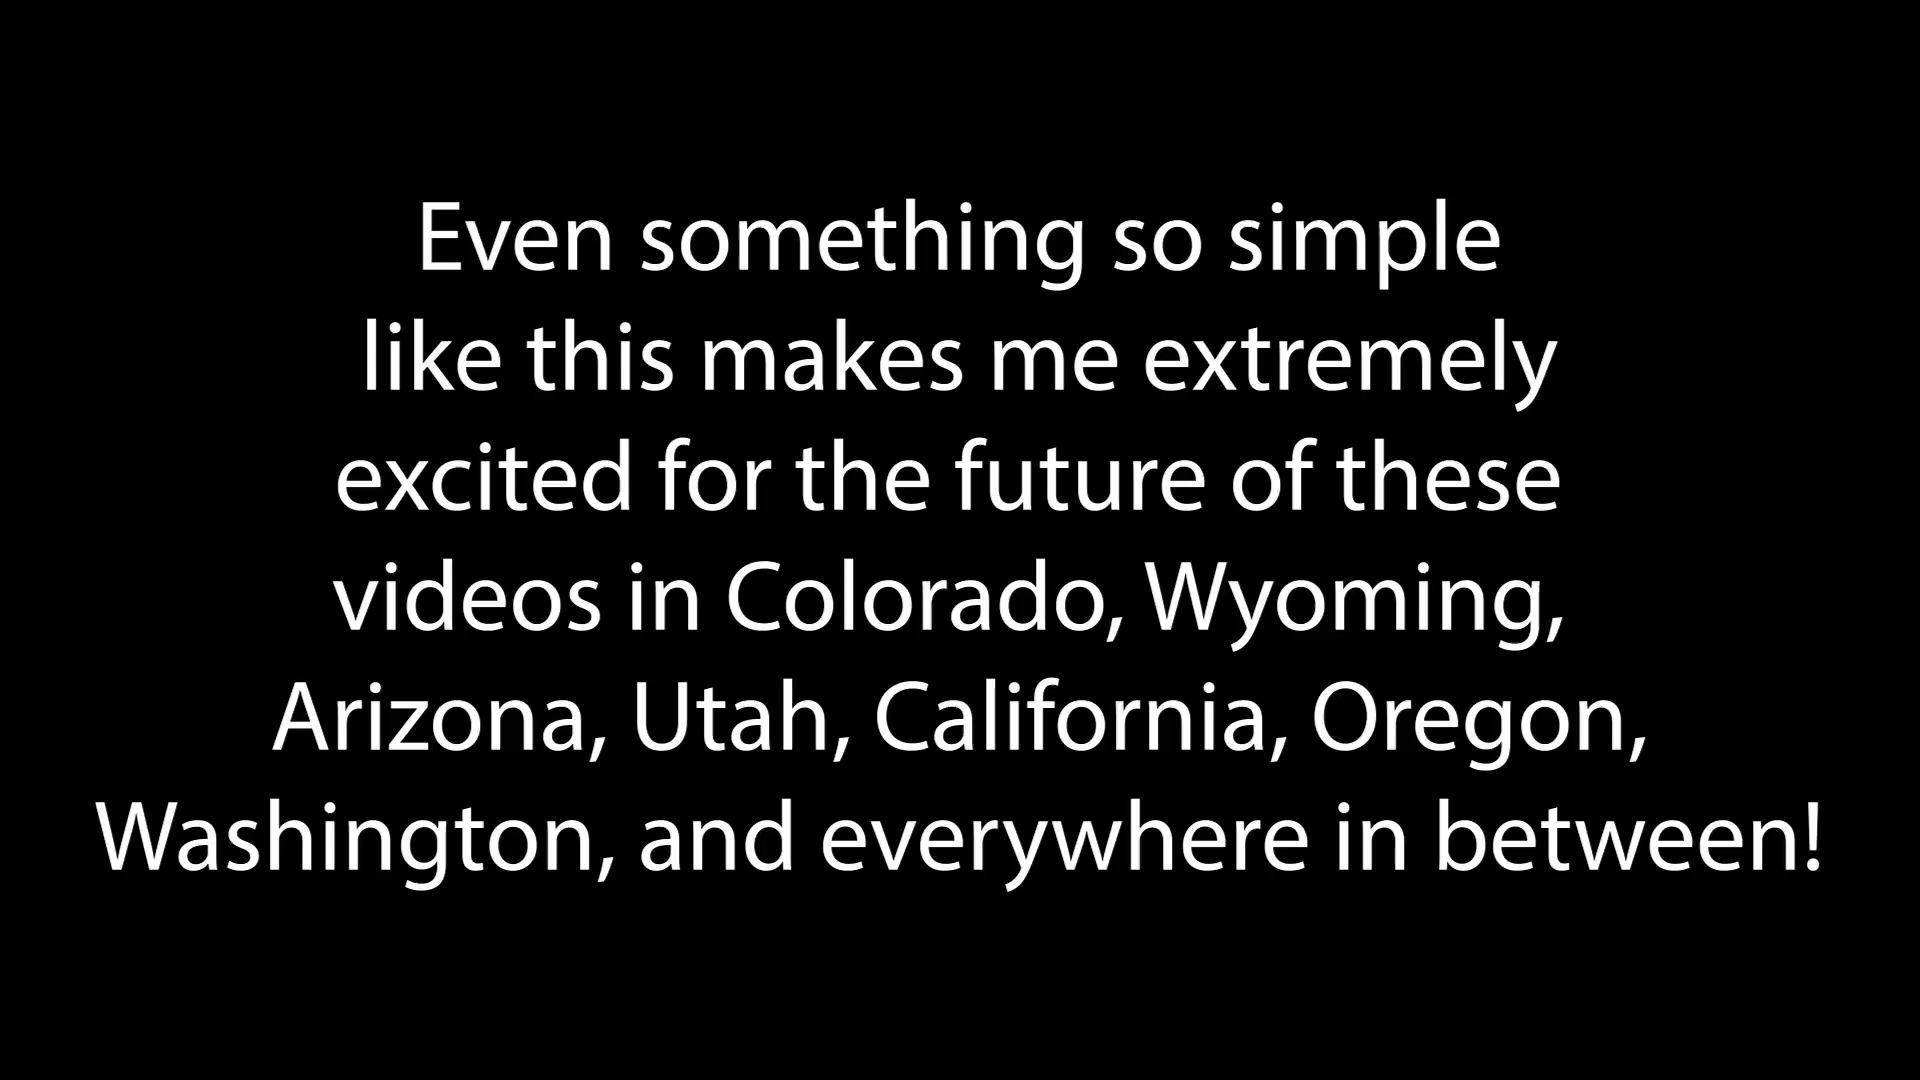 Even something so simple
like this makes me extremely
excited for the future of these
videos in Colorado, Wyoming,
Arizona, Utah, California, Oregon,
Washington, and everywhere in between!